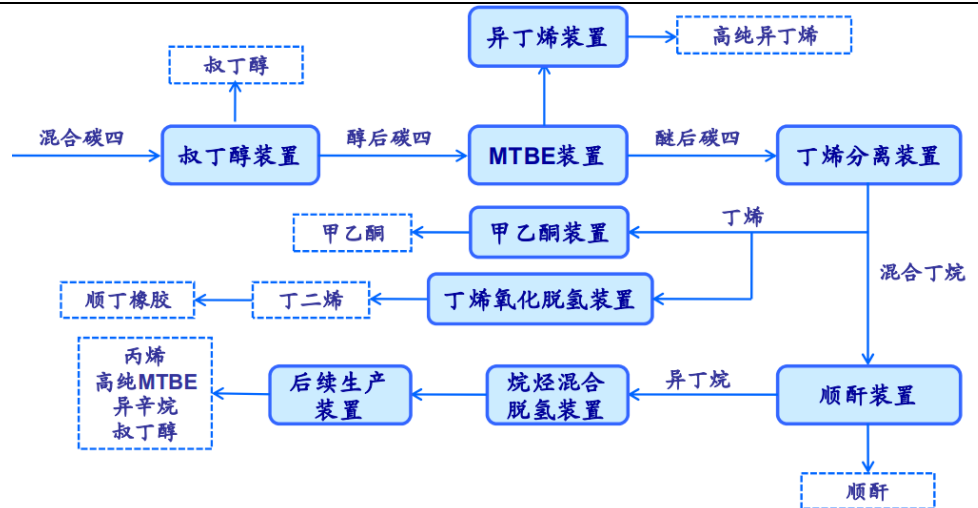 异丁烯装置
高纯异丁烯
叔丁醇
混合碳四
叔丁醇装置
醇后碳四
MTBE装置
醚后碳四
丁烯分离装置
甲乙酮
甲乙酮装置
丁烯
混合丁烷
顺丁橡胶
丁二烯
丁烯氧化脱氢装置
丙烯
高纯MTBE
异辛烷
叔丁醇
后续生产
装置
烷烃混合
脱氢装置
异丁烷
顺酐装置
顺酐